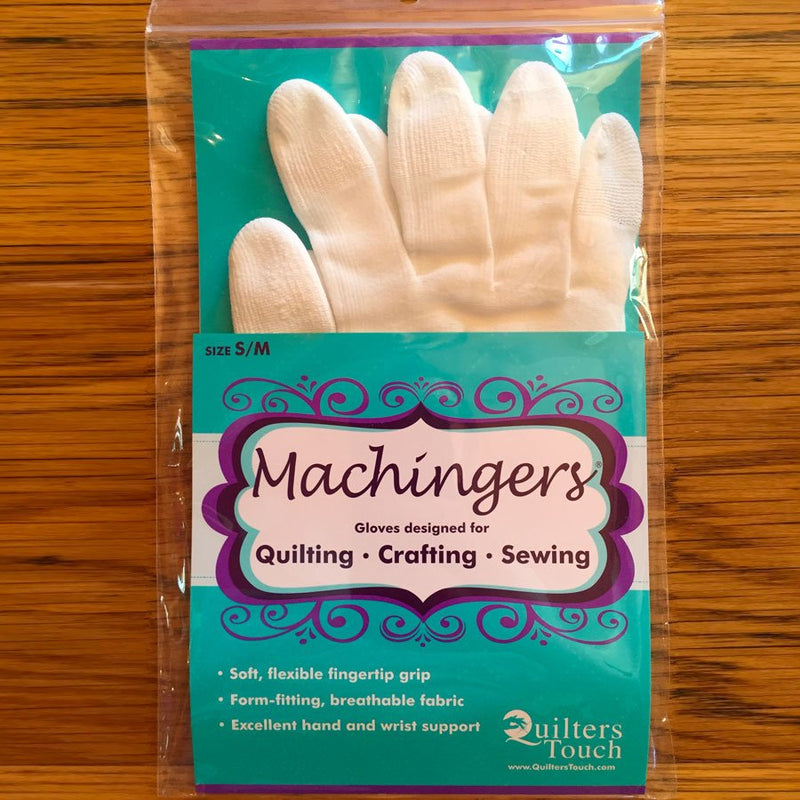 SIZE S/M
Machingers®
Gloves designed for
Quilting · Crafting · Sewing
• Soft, flexible fingertip grip
• Form-fitting, breathable fabric
• Excellent hand and wrist support
Quilters
Touch
www.QuiltersTouch.com